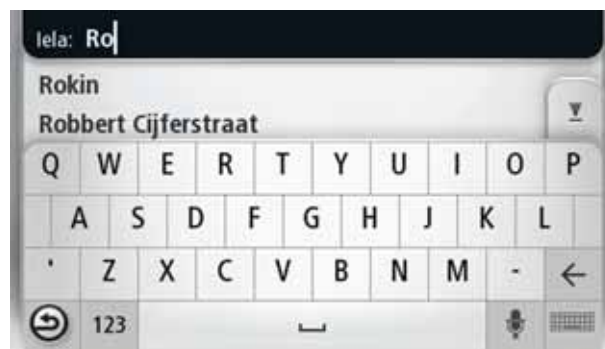 Iela: Ro
Rokin
Robbert Cijferstraat
Q W E R T Y U I O P
A S D F G H J K L
' Z X C V B N M -
123